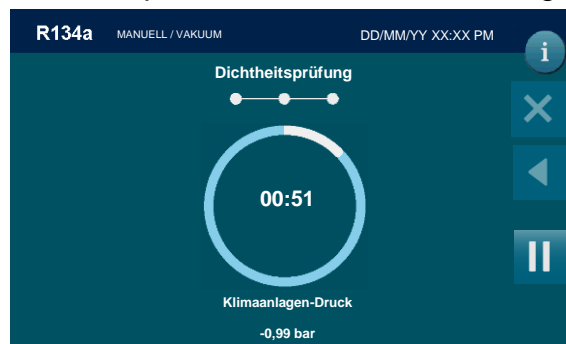 R134a MANUELL / VAKUUM DD/MM/YY XX:XX PM
i
Dichtheitsprüfung
00:51
Klimaanlagen-Druck
-0,99 bar